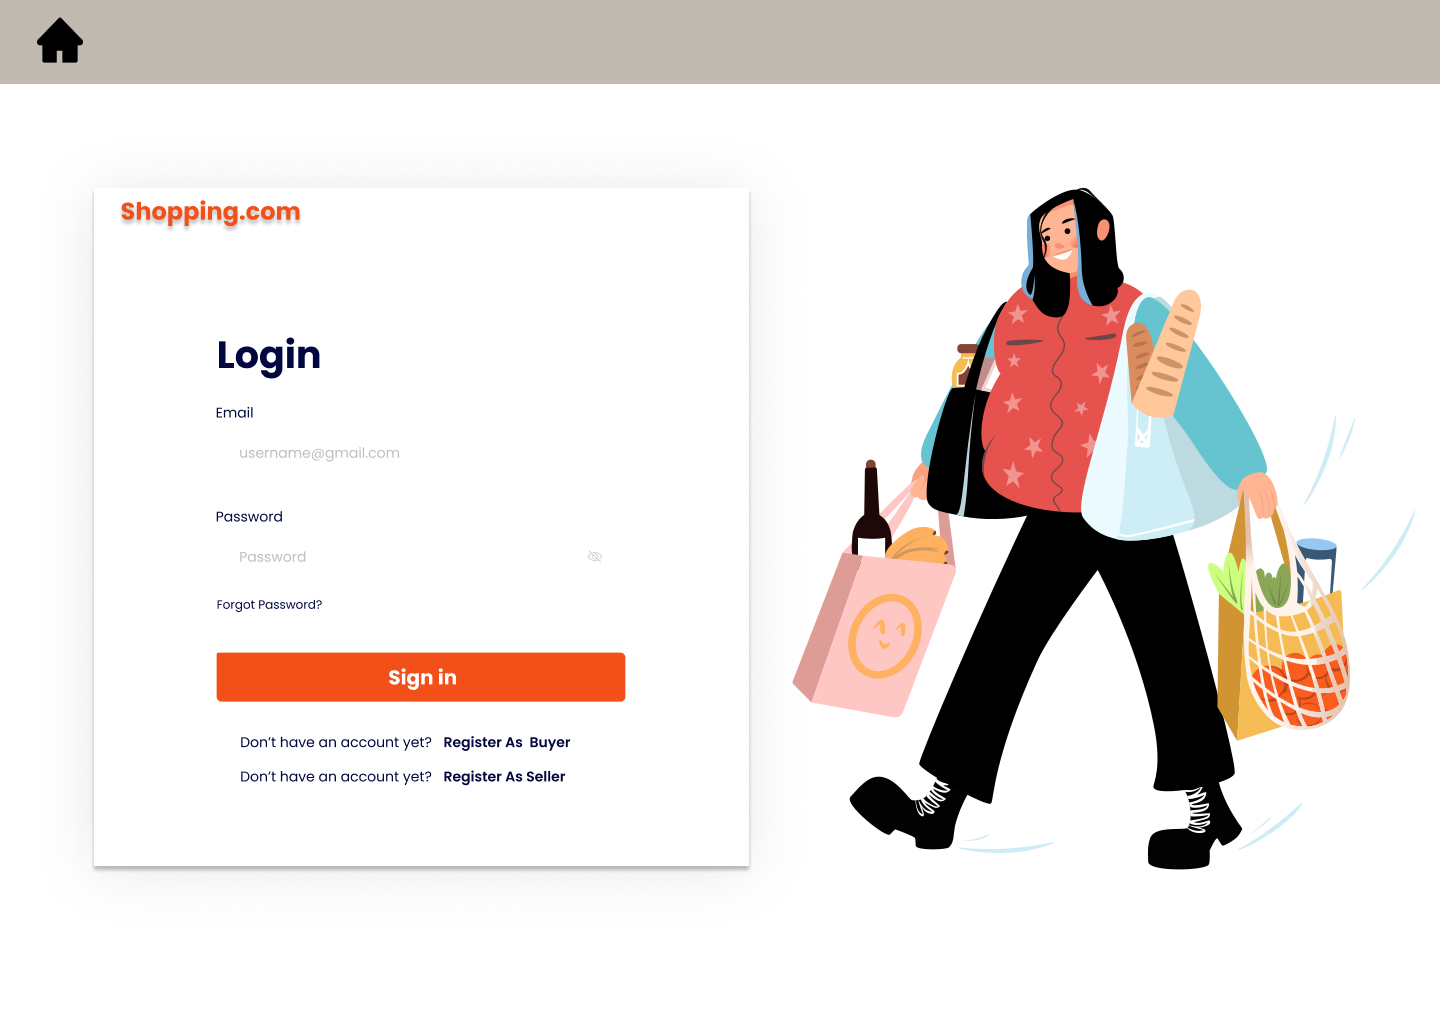 Shopping.com
Login
Email
username@gmail.com
Password
Password
Forgot Password?
Sign in
Don't have an account yet? Register As Buyer
Don't have an account yet? Register As Seller